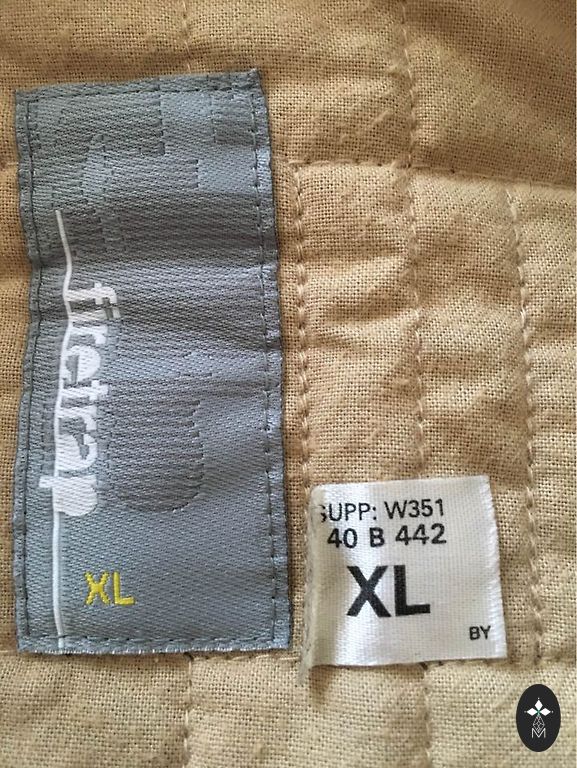 firetrap
XL
SUPP: W351
40 B 442
XL
BY
M